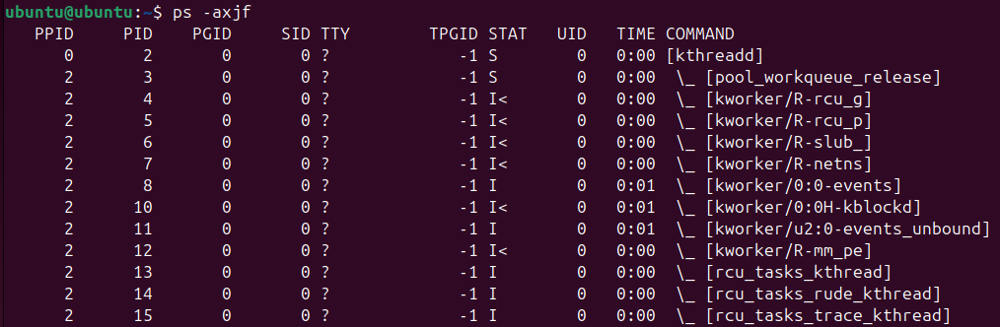 ubuntu@ubuntu:~$ ps -axjf
PPID PID PGID SID TTY TPGID STAT UID TIME COMMAND
0 2 0 0 ? -1 S 0 0:00 [kthreadd]
2 3 0 0 ? -1 S 0 0:00 \_ [pool_workqueue_release]
2 4 0 0 ? -1 I< 0 0:00 \_ [kworker/R-rcu_g]
2 5 0 0 ? -1 I< 0 0:00 \_ [kworker/R-rcu_p]
2 6 0 0 ? -1 I< 0 0:00 \_ [kworker/R-slub_]
2 7 0 0 ? -1 I< 0 0:00 \_ [kworker/R-netns]
2 8 0 0 ? -1 I 0 0:01 \_ [kworker/0:0-events]
2 10 0 0 ? -1 I< 0 0:01 \_ [kworker/0:0H-kblockd]
2 11 0 0 ? -1 I 0 0:01 \_ [kworker/u2:0-events_unbound]
2 12 0 0 ? -1 I< 0 0:00 \_ [kworker/R-mm_pe]
2 13 0 0 ? -1 I 0 0:00 \_ [rcu_tasks_kthread]
2 14 0 0 ? -1 I 0 0:00 \_ [rcu_tasks_rude_kthread]
2 15 0 0 ? -1 I 0 0:00 \_ [rcu_tasks_trace_kthread]